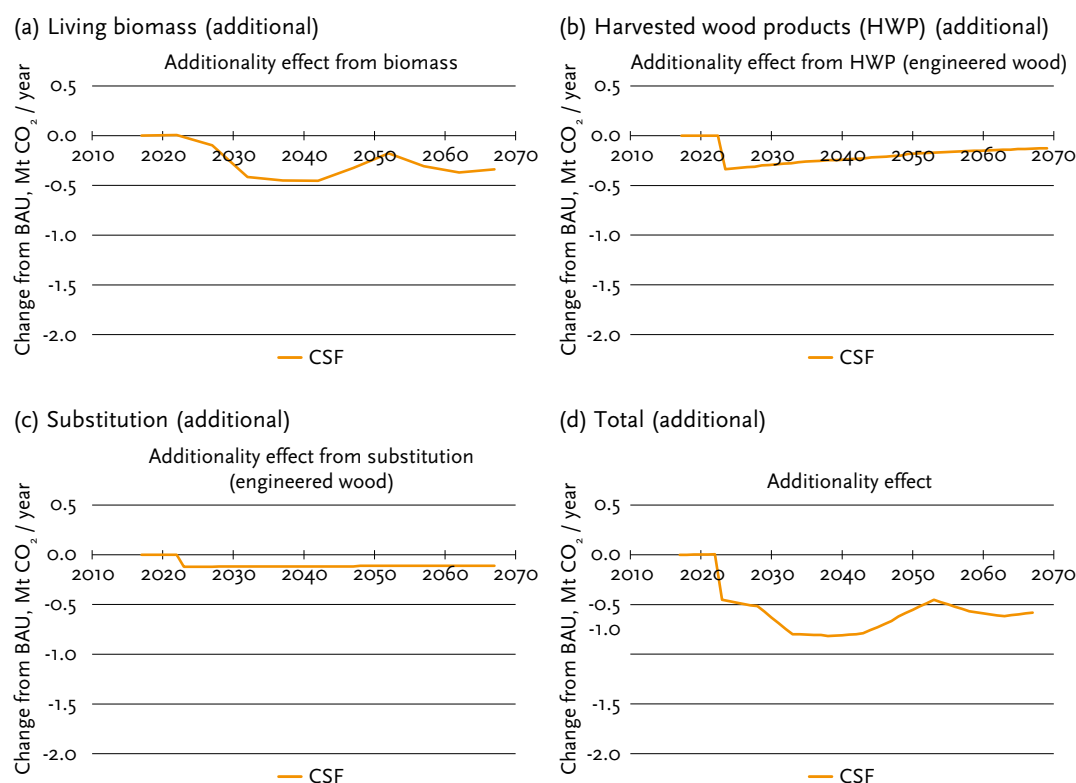 (a) Living biomass (additional)
Additionality effect from biomass
Change from BAU, Mt CO₂ / year
0.5
0.0
-0.5
-1.0
-1.5
-2.0
2010 2020 2030 2040 2050 2060 2070
CSF
(b) Harvested wood products (HWP) (additional)
Additionality effect from HWP (engineered wood)
Change from BAU, Mt CO₂ / year
0.5
0.0
-0.5
-1.0
-1.5
-2.0
2010 2020 2030 2040 2050 2060 2070
CSF
(c) Substitution (additional)
Additionality effect from substitution
(engineered wood)
Change from BAU, Mt CO₂ / year
0.5
0.0
-0.5
-1.0
-1.5
-2.0
2010 2020 2030 2040 2050 2060 2070
CSF
(d) Total (additional)
Additionality effect
Change from BAU, Mt CO₂ / year
0.5
0.0
-0.5
-1.0
-1.5
-2.0
2010 2020 2030 2040 2050 2060 2070
CSF